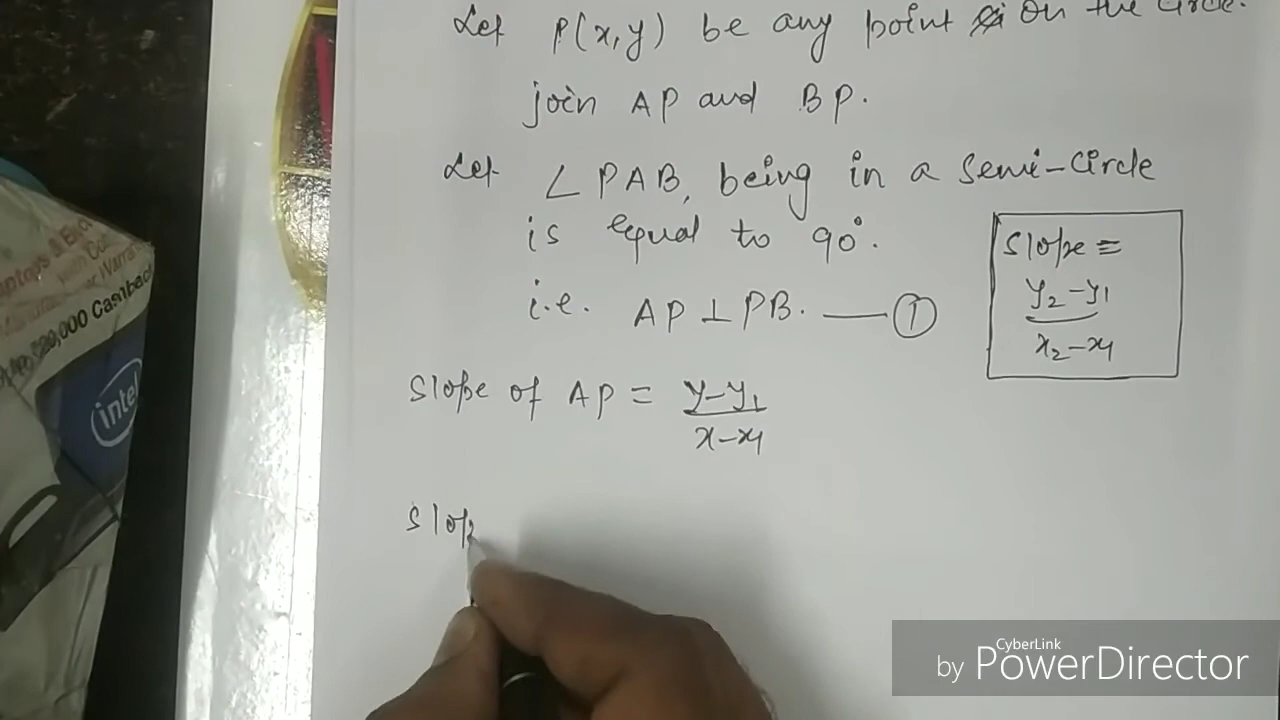 Let P(x,y) be any point on the circle.
join AP and BP.
Let ∠PAB, being in a semi-circle
is equal to 90°.
i.e. AP ⊥ PB. — ①
Slope =
y₂-y₁
x₂-x₁
Slope of AP = y-y₁
x-x₁
Slop
20,000 Cashback
intel
CyberLink
by PowerDirector